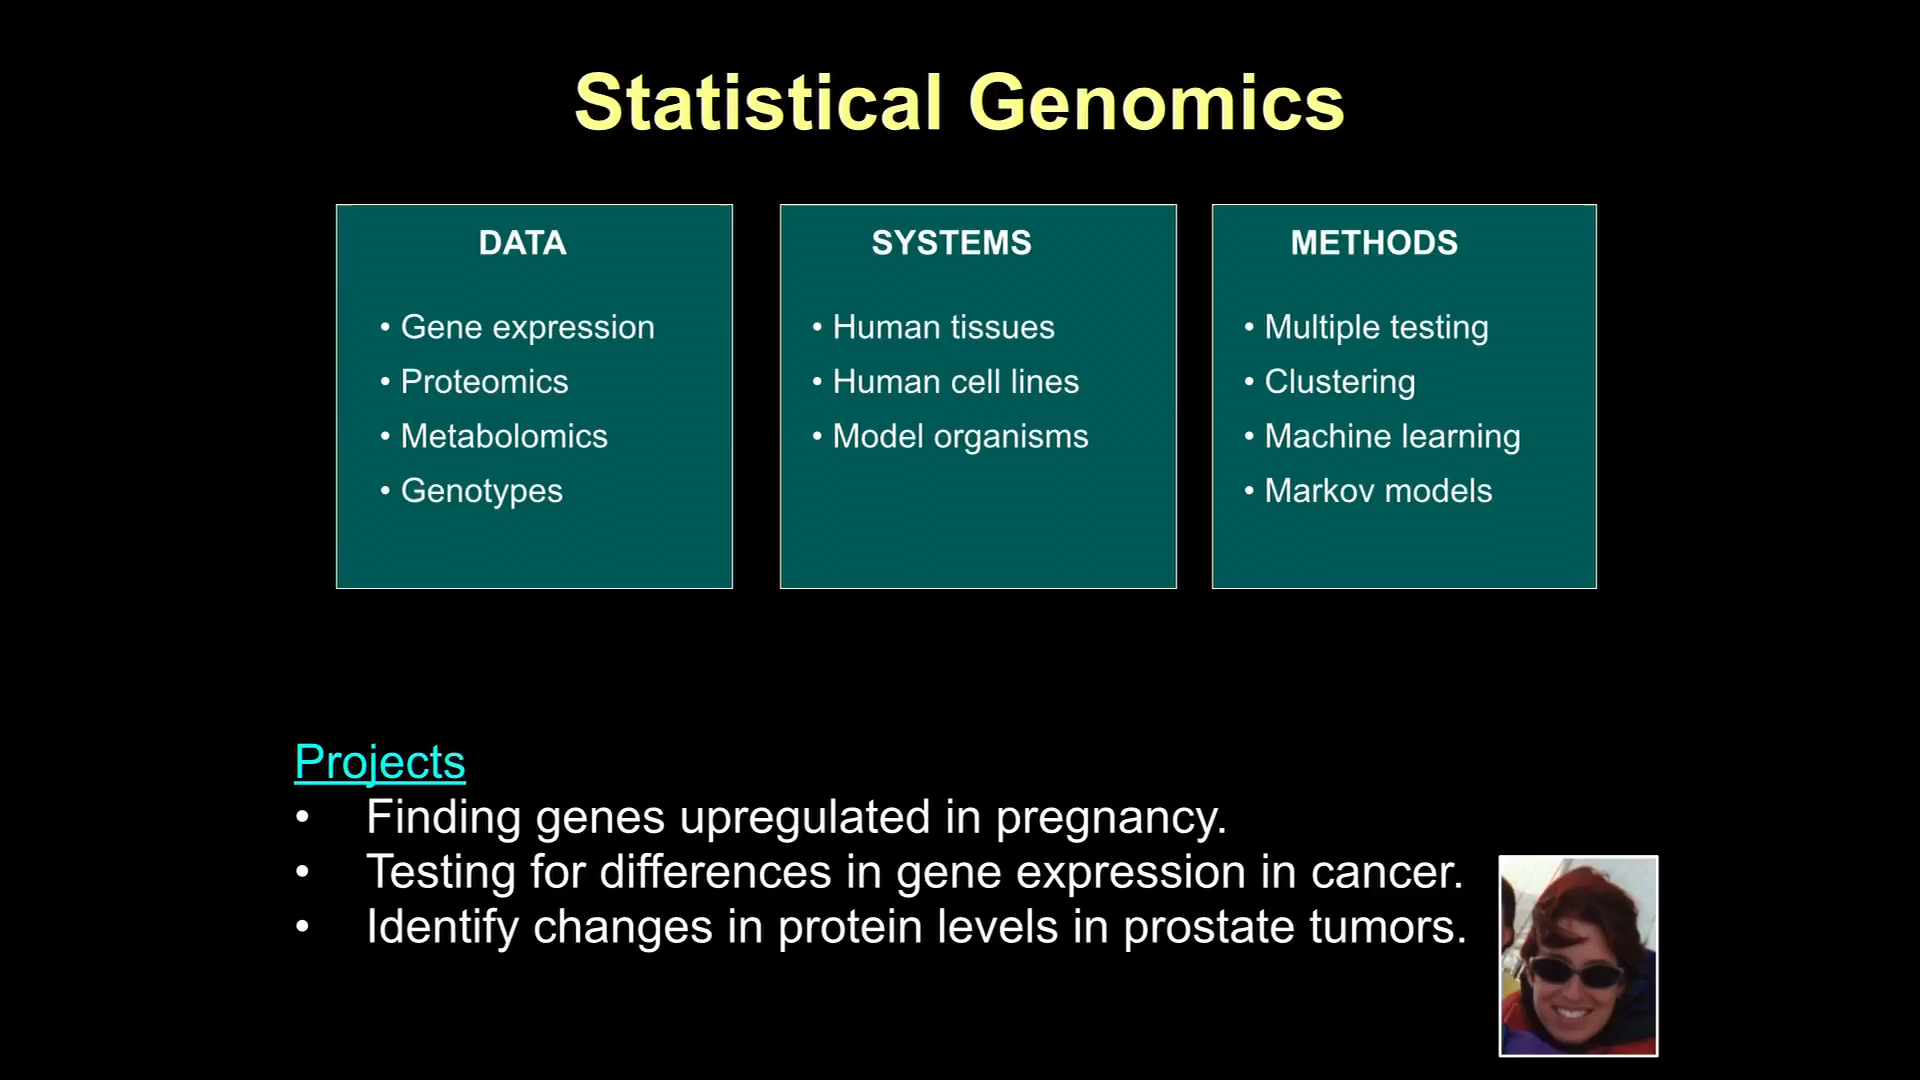 Statistical Genomics
DATA
• Gene expression
• Proteomics
• Metabolomics
• Genotypes
SYSTEMS
• Human tissues
• Human cell lines
• Model organisms
METHODS
• Multiple testing
• Clustering
• Machine learning
• Markov models
Projects
• Finding genes upregulated in pregnancy.
• Testing for differences in gene expression in cancer.
• Identify changes in protein levels in prostate tumors.